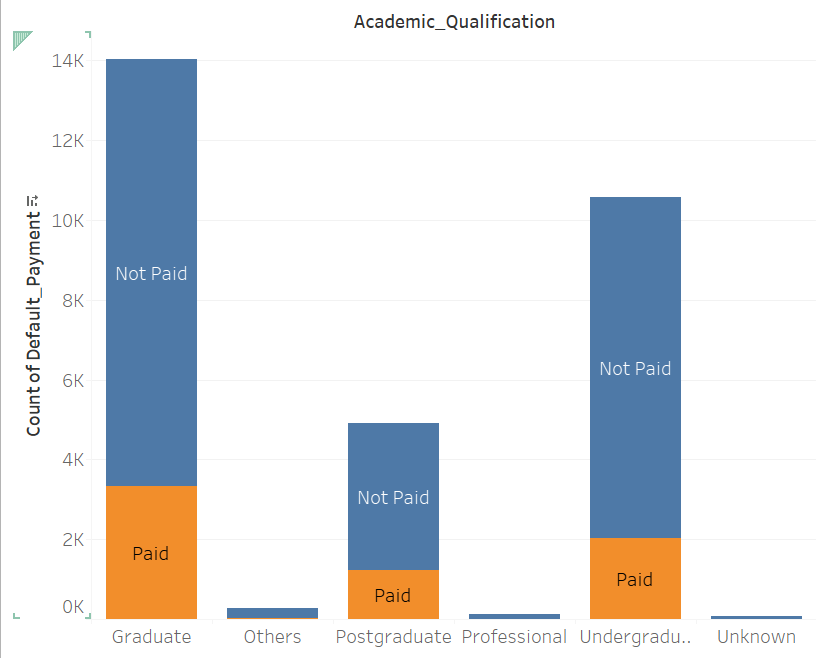 Academic_Qualification
Count of Default_Payment
14K
12K
10K
8K
6K
4K
2K
0K
Not Paid
Paid
Not Paid
Paid
Not Paid
Paid
Graduate
Others
Postgraduate
Professional
Undergradu..
Unknown